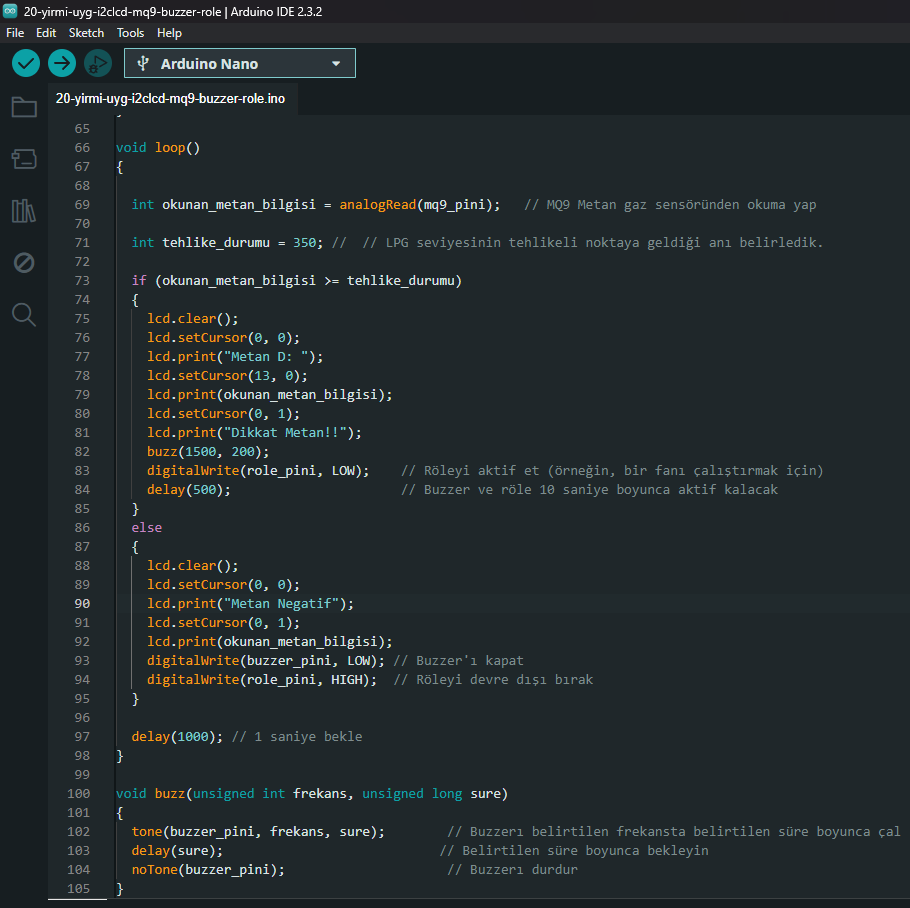 20-yirmi-uyg-i2clcd-mq9-buzzer-role | Arduino IDE 2.3.2
File Edit Sketch Tools Help
Arduino Nano
20-yirmi-uyg-i2clcd-mq9-buzzer-role.ino
65
66 void loop()
67 {
68
69 int okunan_metan_bilgisi = analogRead(mq9_pini); // MQ9 Metan gaz sensöründen okuma yap
70
71 int tehlike_durumu = 350; // // LPG seviyesinin tehlikeli noktaya geldiği anı belirledik.
72
73 if (okunan_metan_bilgisi >= tehlike_durumu)
74 {
75 lcd.clear();
76 lcd.setCursor(0, 0);
77 lcd.print("Metan D: ");
78 lcd.setCursor(13, 0);
79 lcd.print(okunan_metan_bilgisi);
80 lcd.setCursor(0, 1);
81 lcd.print("Dikkat Metan!!");
82 buzz(1500, 200);
83 digitalWrite(role_pini, LOW); // Röleyi aktif et (örneğin, bir fanı çalıştırmak için)
84 delay(500); // Buzzer ve röle 10 saniye boyunca aktif kalacak
85 }
86 else
87 {
88 lcd.clear();
89 lcd.setCursor(0, 0);
90 lcd.print("Metan Negatif");
91 lcd.setCursor(0, 1);
92 lcd.print(okunan_metan_bilgisi);
93 digitalWrite(buzzer_pini, LOW); // Buzzer'ı kapat
94 digitalWrite(role_pini, HIGH); // Röleyi devre dışı bırak
95 }
96
97 delay(1000); // 1 saniye bekle
98 }
99
100 void buzz(unsigned int frekans, unsigned long sure)
101 {
102 tone(buzzer_pini, frekans, sure); // Buzzerı belirtilen frekansta belirtilen süre boyunca çal
103 delay(sure); // Belirtilen süre boyunca bekleyin
104 noTone(buzzer_pini); // Buzzerı durdur
105 }